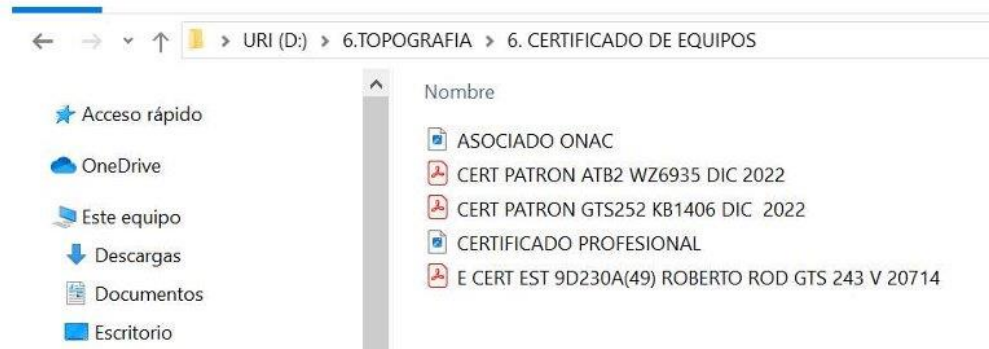 URI (D:) > 6.TOPOGRAFIA > 6. CERTIFICADO DE EQUIPOS
Acceso rápido
OneDrive
Este equipo
Descargas
Documentos
Escritorio
Nombre
ASOCIADO ONAC
CERT PATRON ATB2 WZ6935 DIC 2022
CERT PATRON GTS252 KB1406 DIC  2022
CERTIFICADO PROFESIONAL
E CERT EST 9D230A(49) ROBERTO ROD GTS 243 V 20714